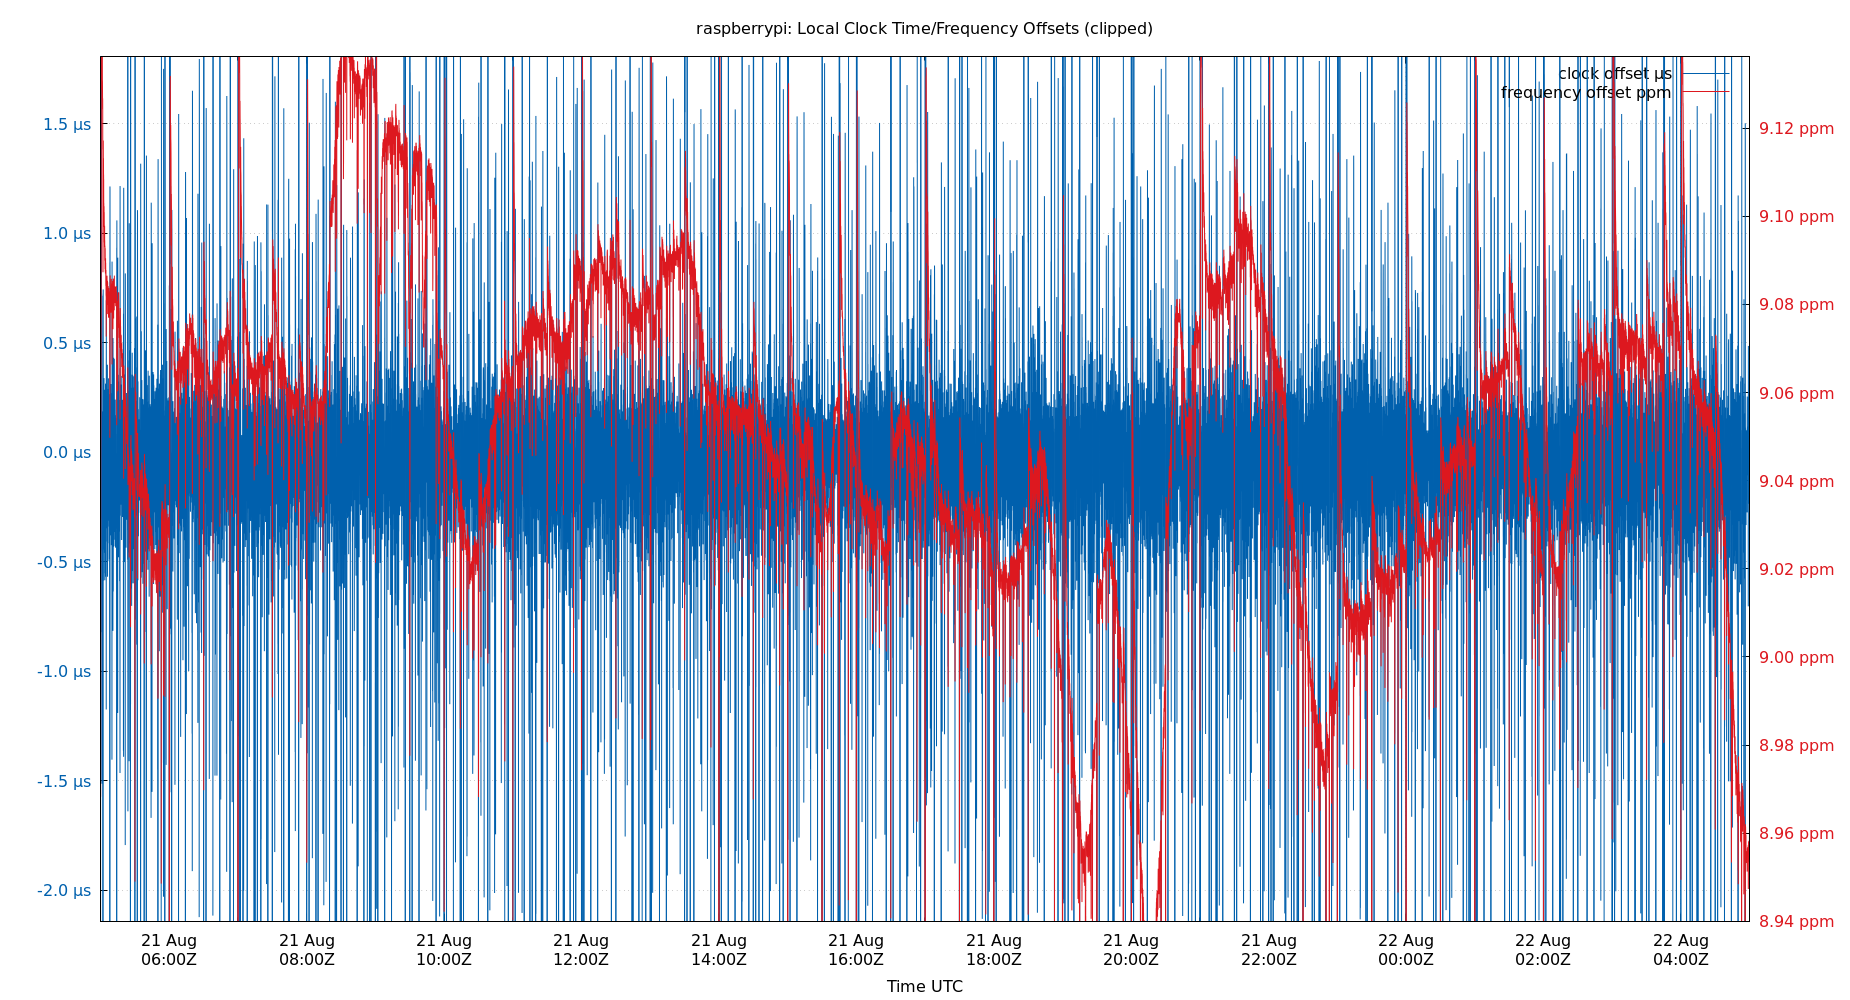 raspberrypi: Local Clock Time/Frequency Offsets (clipped)
clock offset µs
frequency offset ppm
1.5 µs
1.0 µs
0.5 µs
0.0 µs
-0.5 µs
-1.0 µs
-1.5 µs
-2.0 µs
9.12 ppm
9.10 ppm
9.08 ppm
9.06 ppm
9.04 ppm
9.02 ppm
9.00 ppm
8.98 ppm
8.96 ppm
8.94 ppm
21 Aug 21 Aug 21 Aug 21 Aug 21 Aug 21 Aug 21 Aug 21 Aug 21 Aug 22 Aug 22 Aug 22 Aug
06:00Z 08:00Z 10:00Z 12:00Z 14:00Z 16:00Z 18:00Z 20:00Z 22:00Z 00:00Z 02:00Z 04:00Z
Time UTC